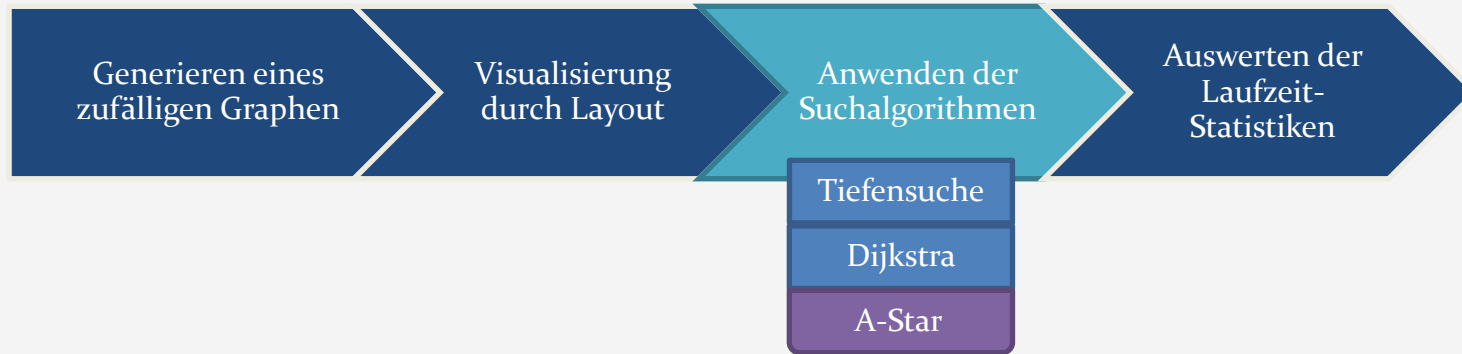 Generieren eines
zufälligen Graphen
Visualisierung
durch Layout
Anwenden der
Suchalgorithmen
Auswerten der
Laufzeit-
Statistiken
Tiefensuche
Dijkstra
A-Star